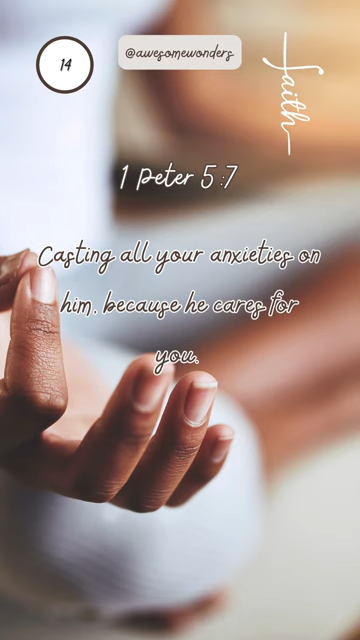 14
@awesomewonders
faith
1 Peter 5:7
Casting all your anxieties on
him, because he cares for
you.